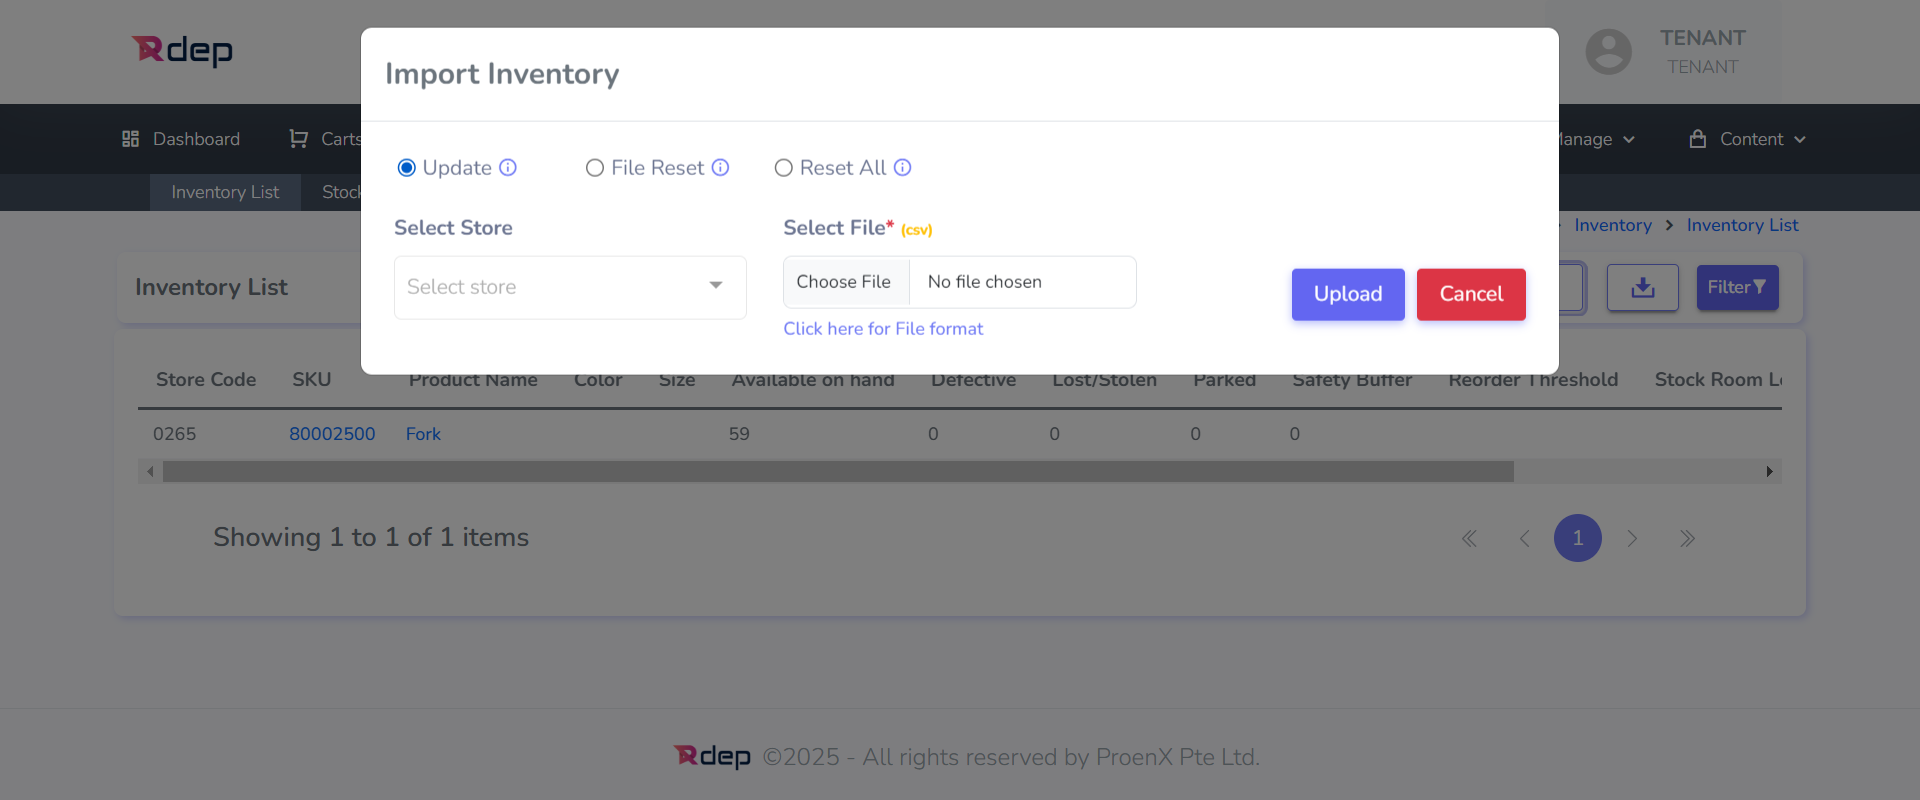 Rdep
TENANT
TENANT
Import Inventory
Dashboard
Carts
Manage
Content
Update
File Reset
Reset All
Inventory List
Stock
Select Store
Select File* (csv)
Inventory
Inventory List
Inventory List
Select store
Choose File
No file chosen
Upload
Cancel
Filter
Click here for File format
Store Code SKU Product Name Color Size Available on hand Defective Lost/Stolen Parked Safety Buffer Reorder Threshold Stock Room
0265 80002500 Fork 59 0 0 0 0
Showing 1 to 1 of 1 items
1
Rdep ©2025 - All rights reserved by ProenX Pte Ltd.